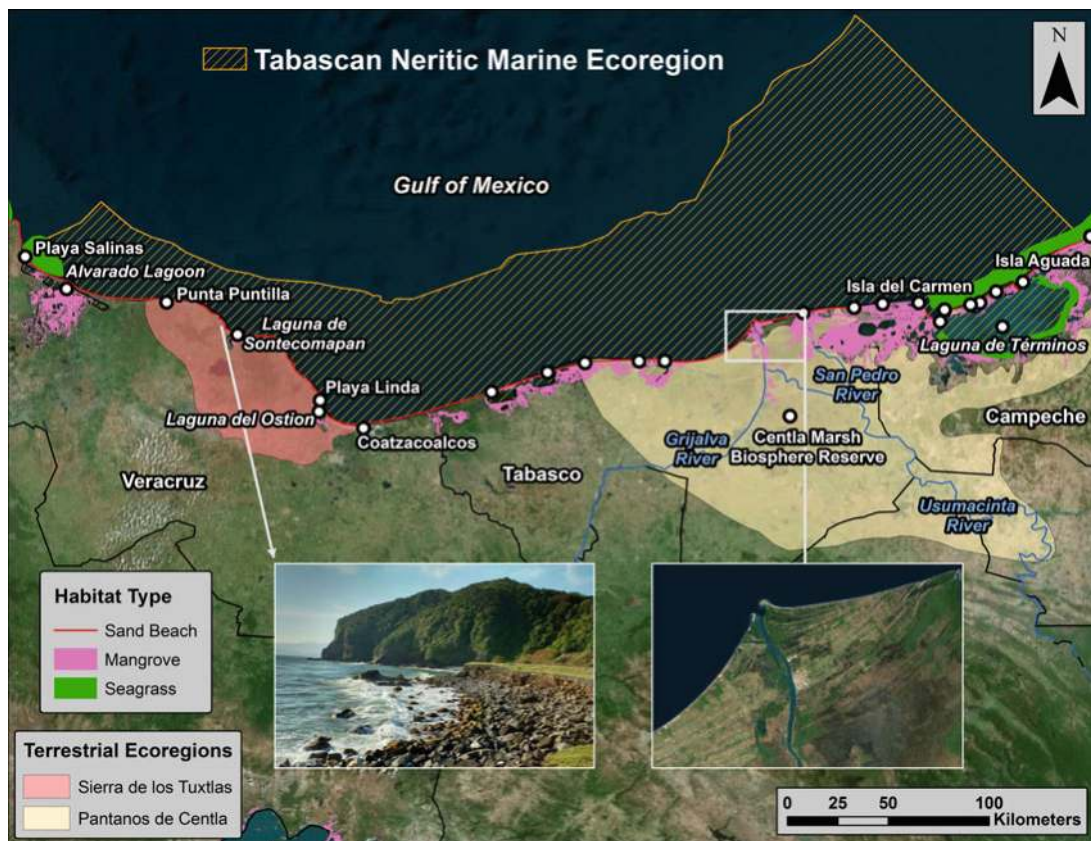 Tabascan Neritic Marine Ecoregion
N
Gulf of Mexico
Playa Salinas
Alvarado Lagoon
Punta Puntilla
Laguna de
Sontecomapan
Playa Linda
Laguna del Ostion
Coatzacoalcos
Isla Aguada
Isla del Carmen
Laguna de Términos
San Pedro
River
Campeche
Grijalva
River
Centla Marsh
Biosphere Reserve
Tabasco
Veracruz
Usumacinta
River
Habitat Type
Sand Beach
Mangrove
Seagrass
Terrestrial Ecoregions
Sierra de los Tuxtlas
Pantanos de Centla
0 25 50 100
Kilometers